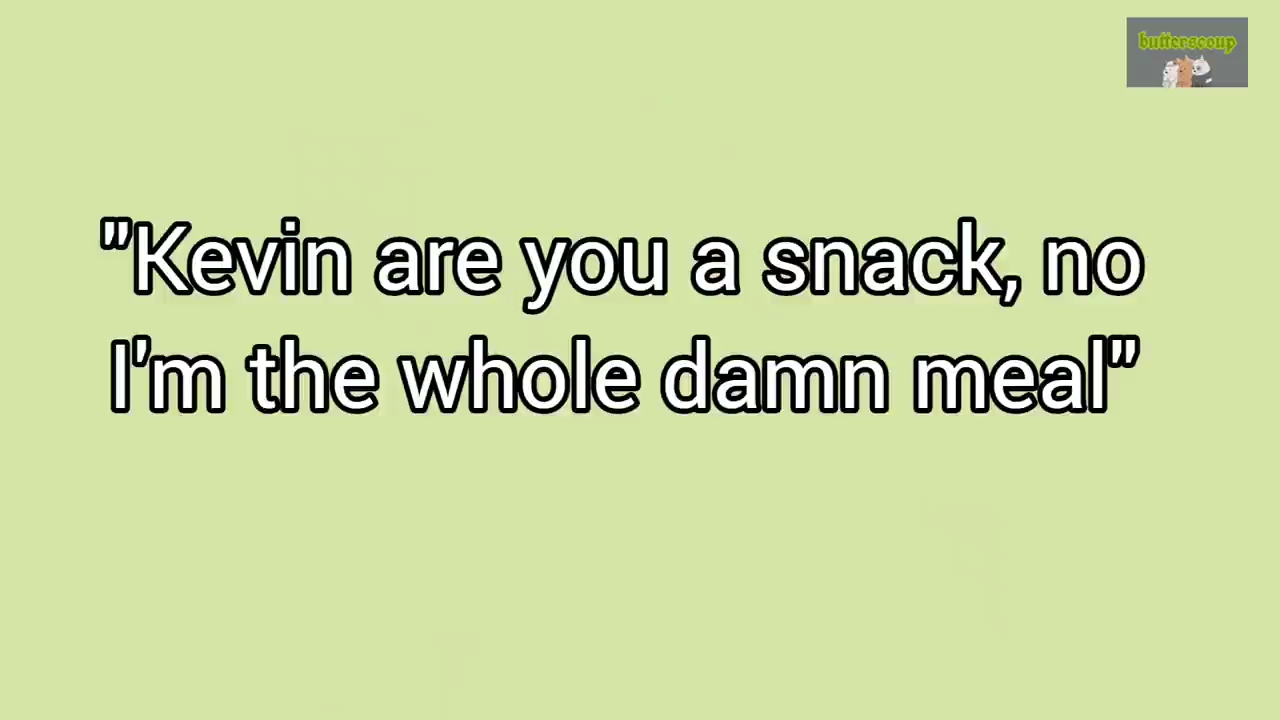 butterscoup
"Kevin are you a snack, no
I'm the whole damn meal"